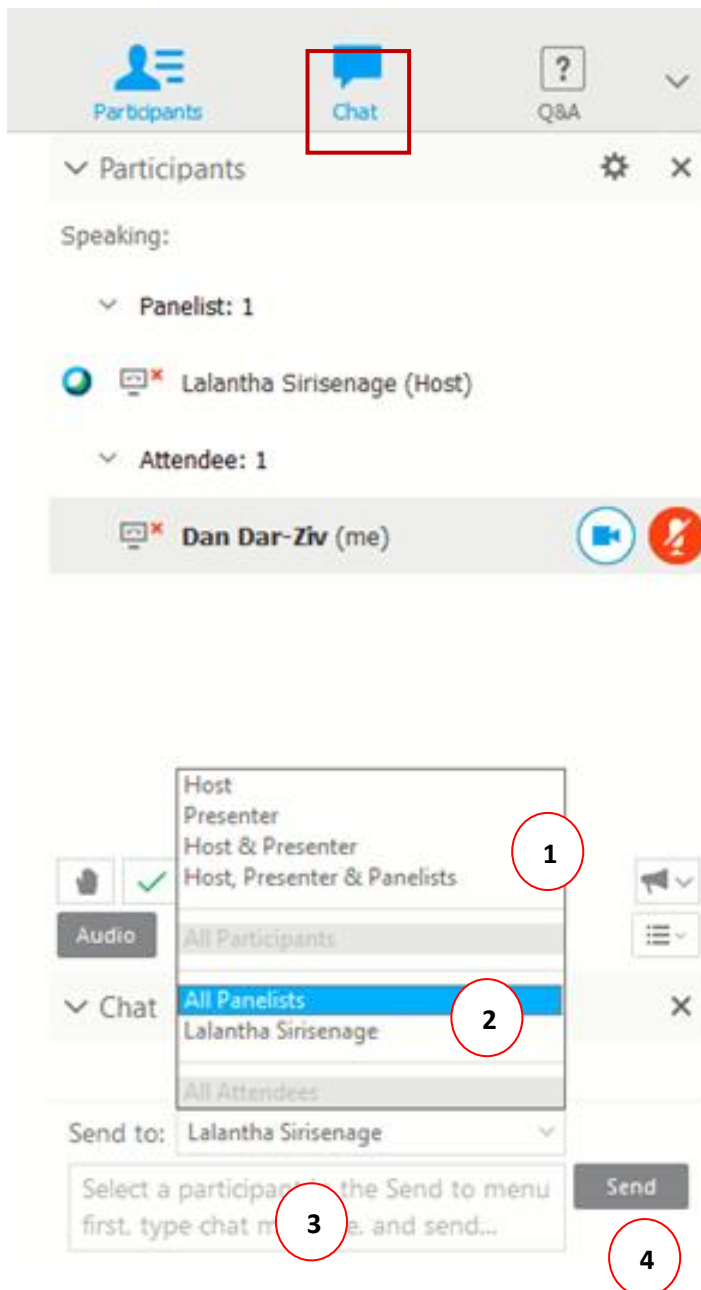 Participants
Chat
Q&A
Participants
Speaking:
Panelist: 1
Lalantha Sirisenage (Host)
Attendee: 1
Dan Dar-Ziv (me)
Host
Presenter
Host & Presenter
1
Host, Presenter & Panelists
Audio
All Participants
Chat
All Panelists
2
Lalantha Sirisenage
All Attendees
Send to: Lalantha Sirisenage
Select a participant the Send to menu
Send
first, type chat and send...
3
4